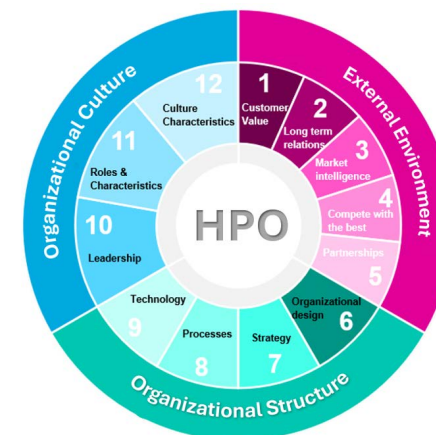 External Environment
1
Customer
Value
2
Long term
relations
3
Market
intelligence
4
Compete with
the best
Partnerships
5
Organizational Structure
Organizational
design
6
Strategy
7
Processes
8
Technology
9
Organizational Culture
10
Leadership
11
Roles &
Characteristics
12
Culture
Characteristics
HPO